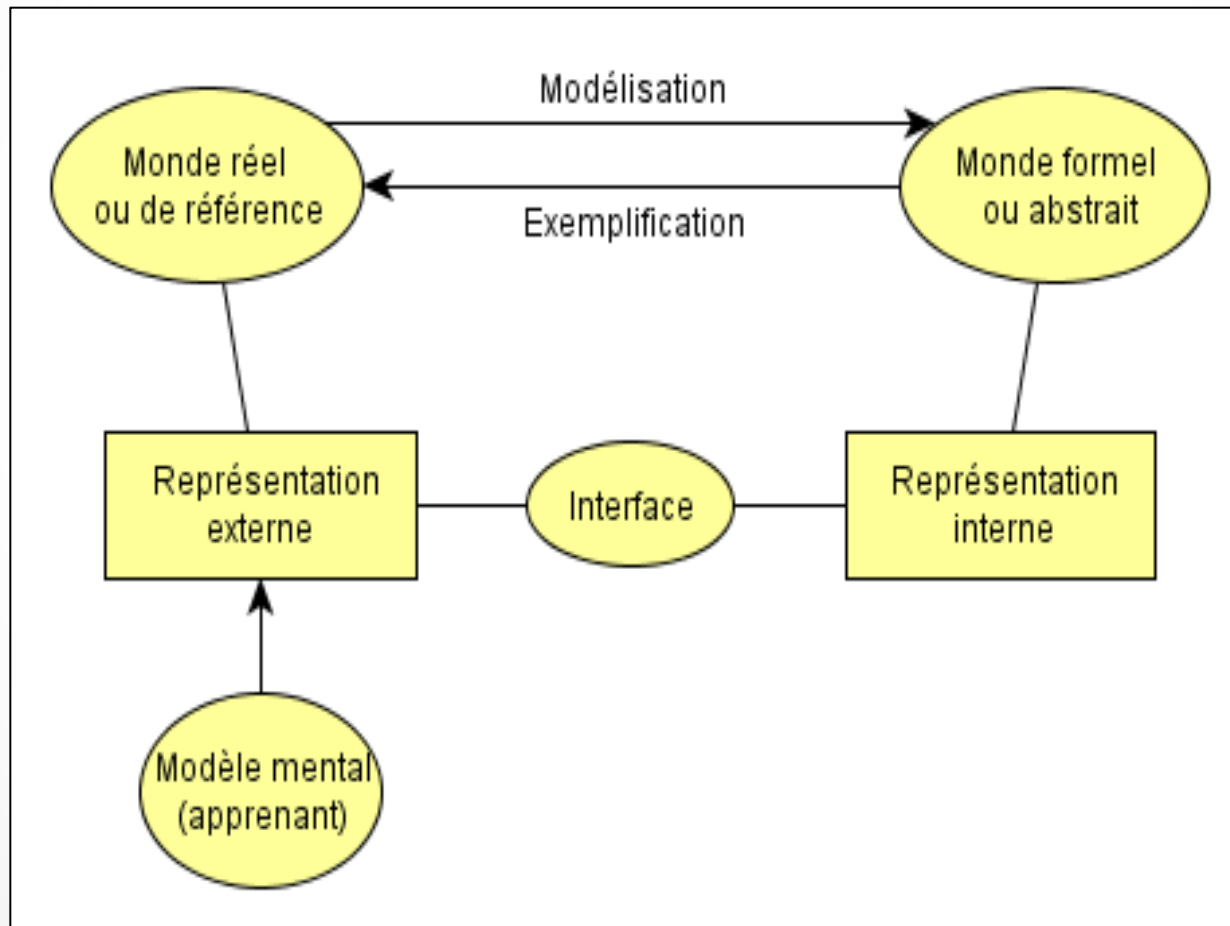 Modélisation
Monde réel
ou de référence
Monde formel
ou abstrait
Exemplification
Représentation
externe
Interface
Représentation
interne
Modèle mental
(apprenant)